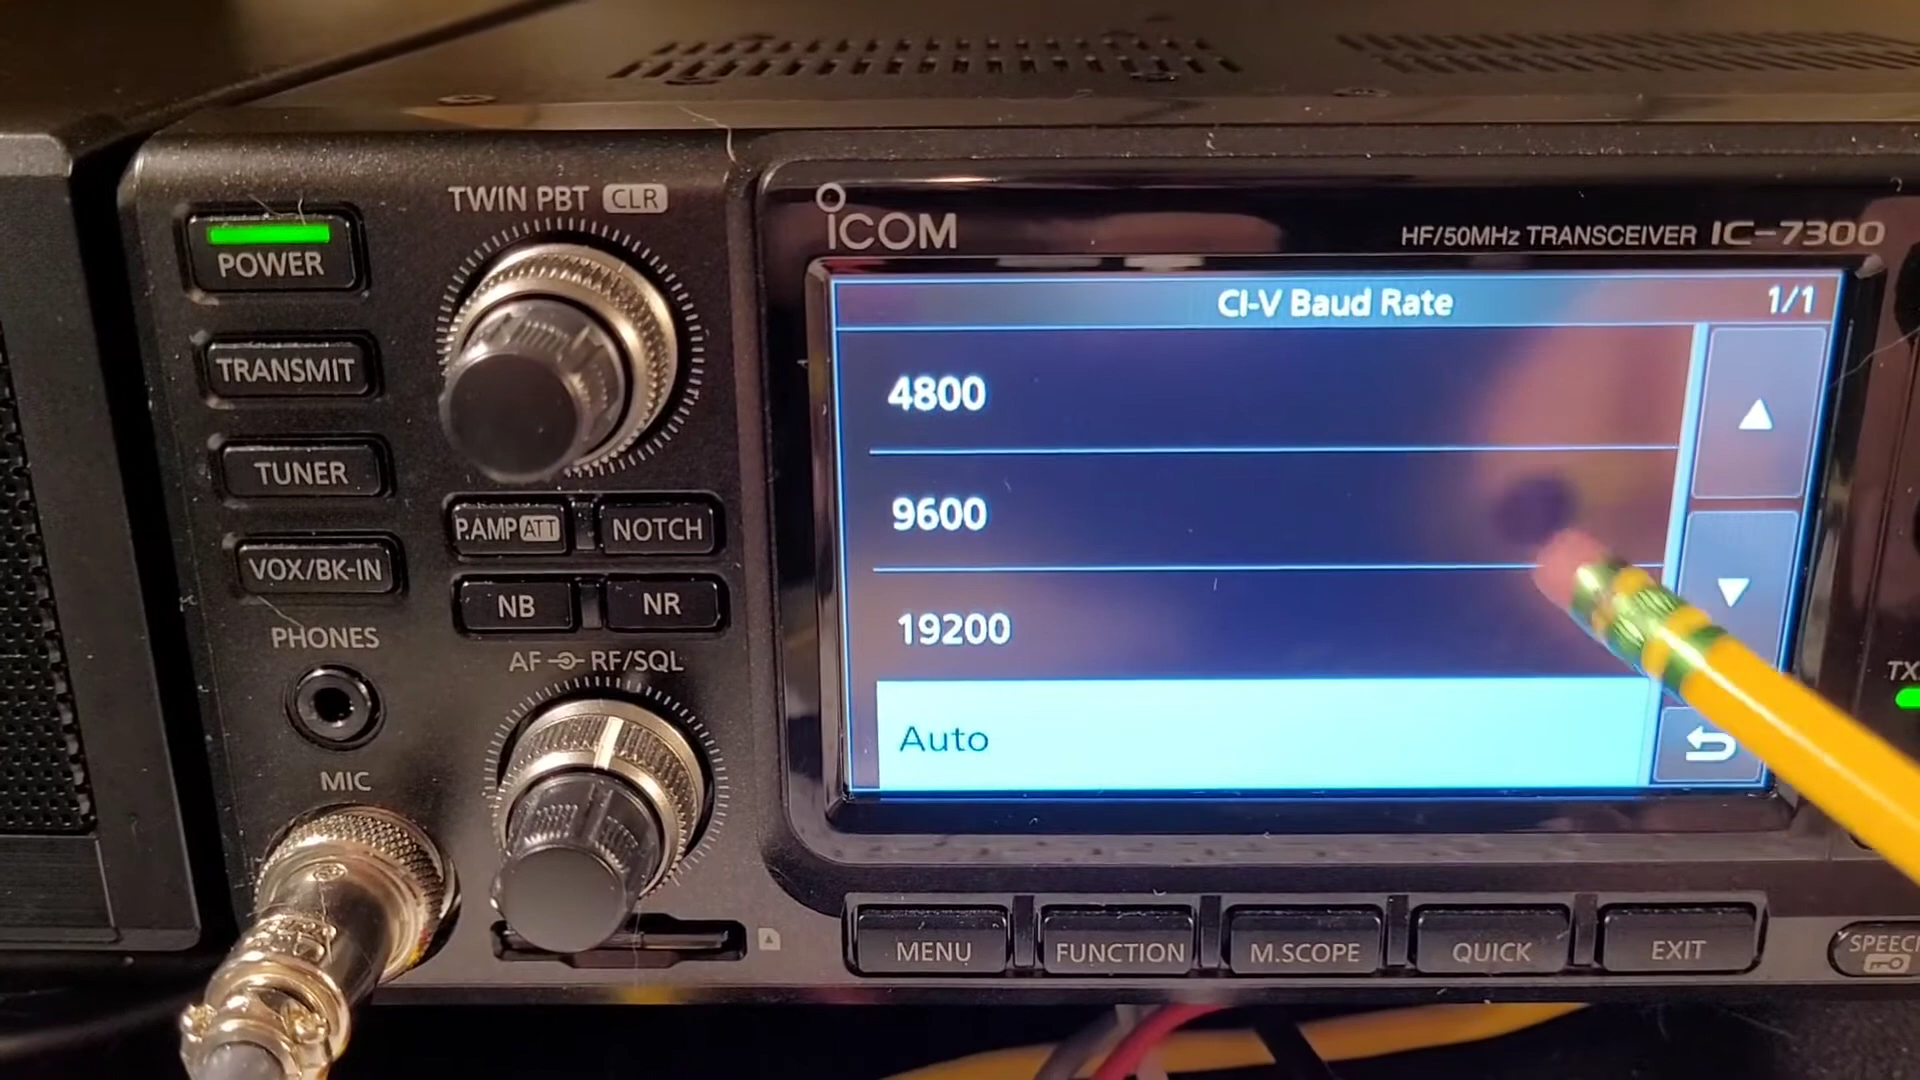 TWIN PBT CLR
POWER
TRANSMIT
TUNER
VOX/BK-IN
P.AMP ATT
NOTCH
NB
NR
PHONES
AF RF/SQL
MIC
ICOM
HF/50MHz TRANSCEIVER IC-7300
CI-V Baud Rate 1/1
4800
9600
19200
Auto
MENU
FUNCTION
M.SCOPE
QUICK
EXIT
TX